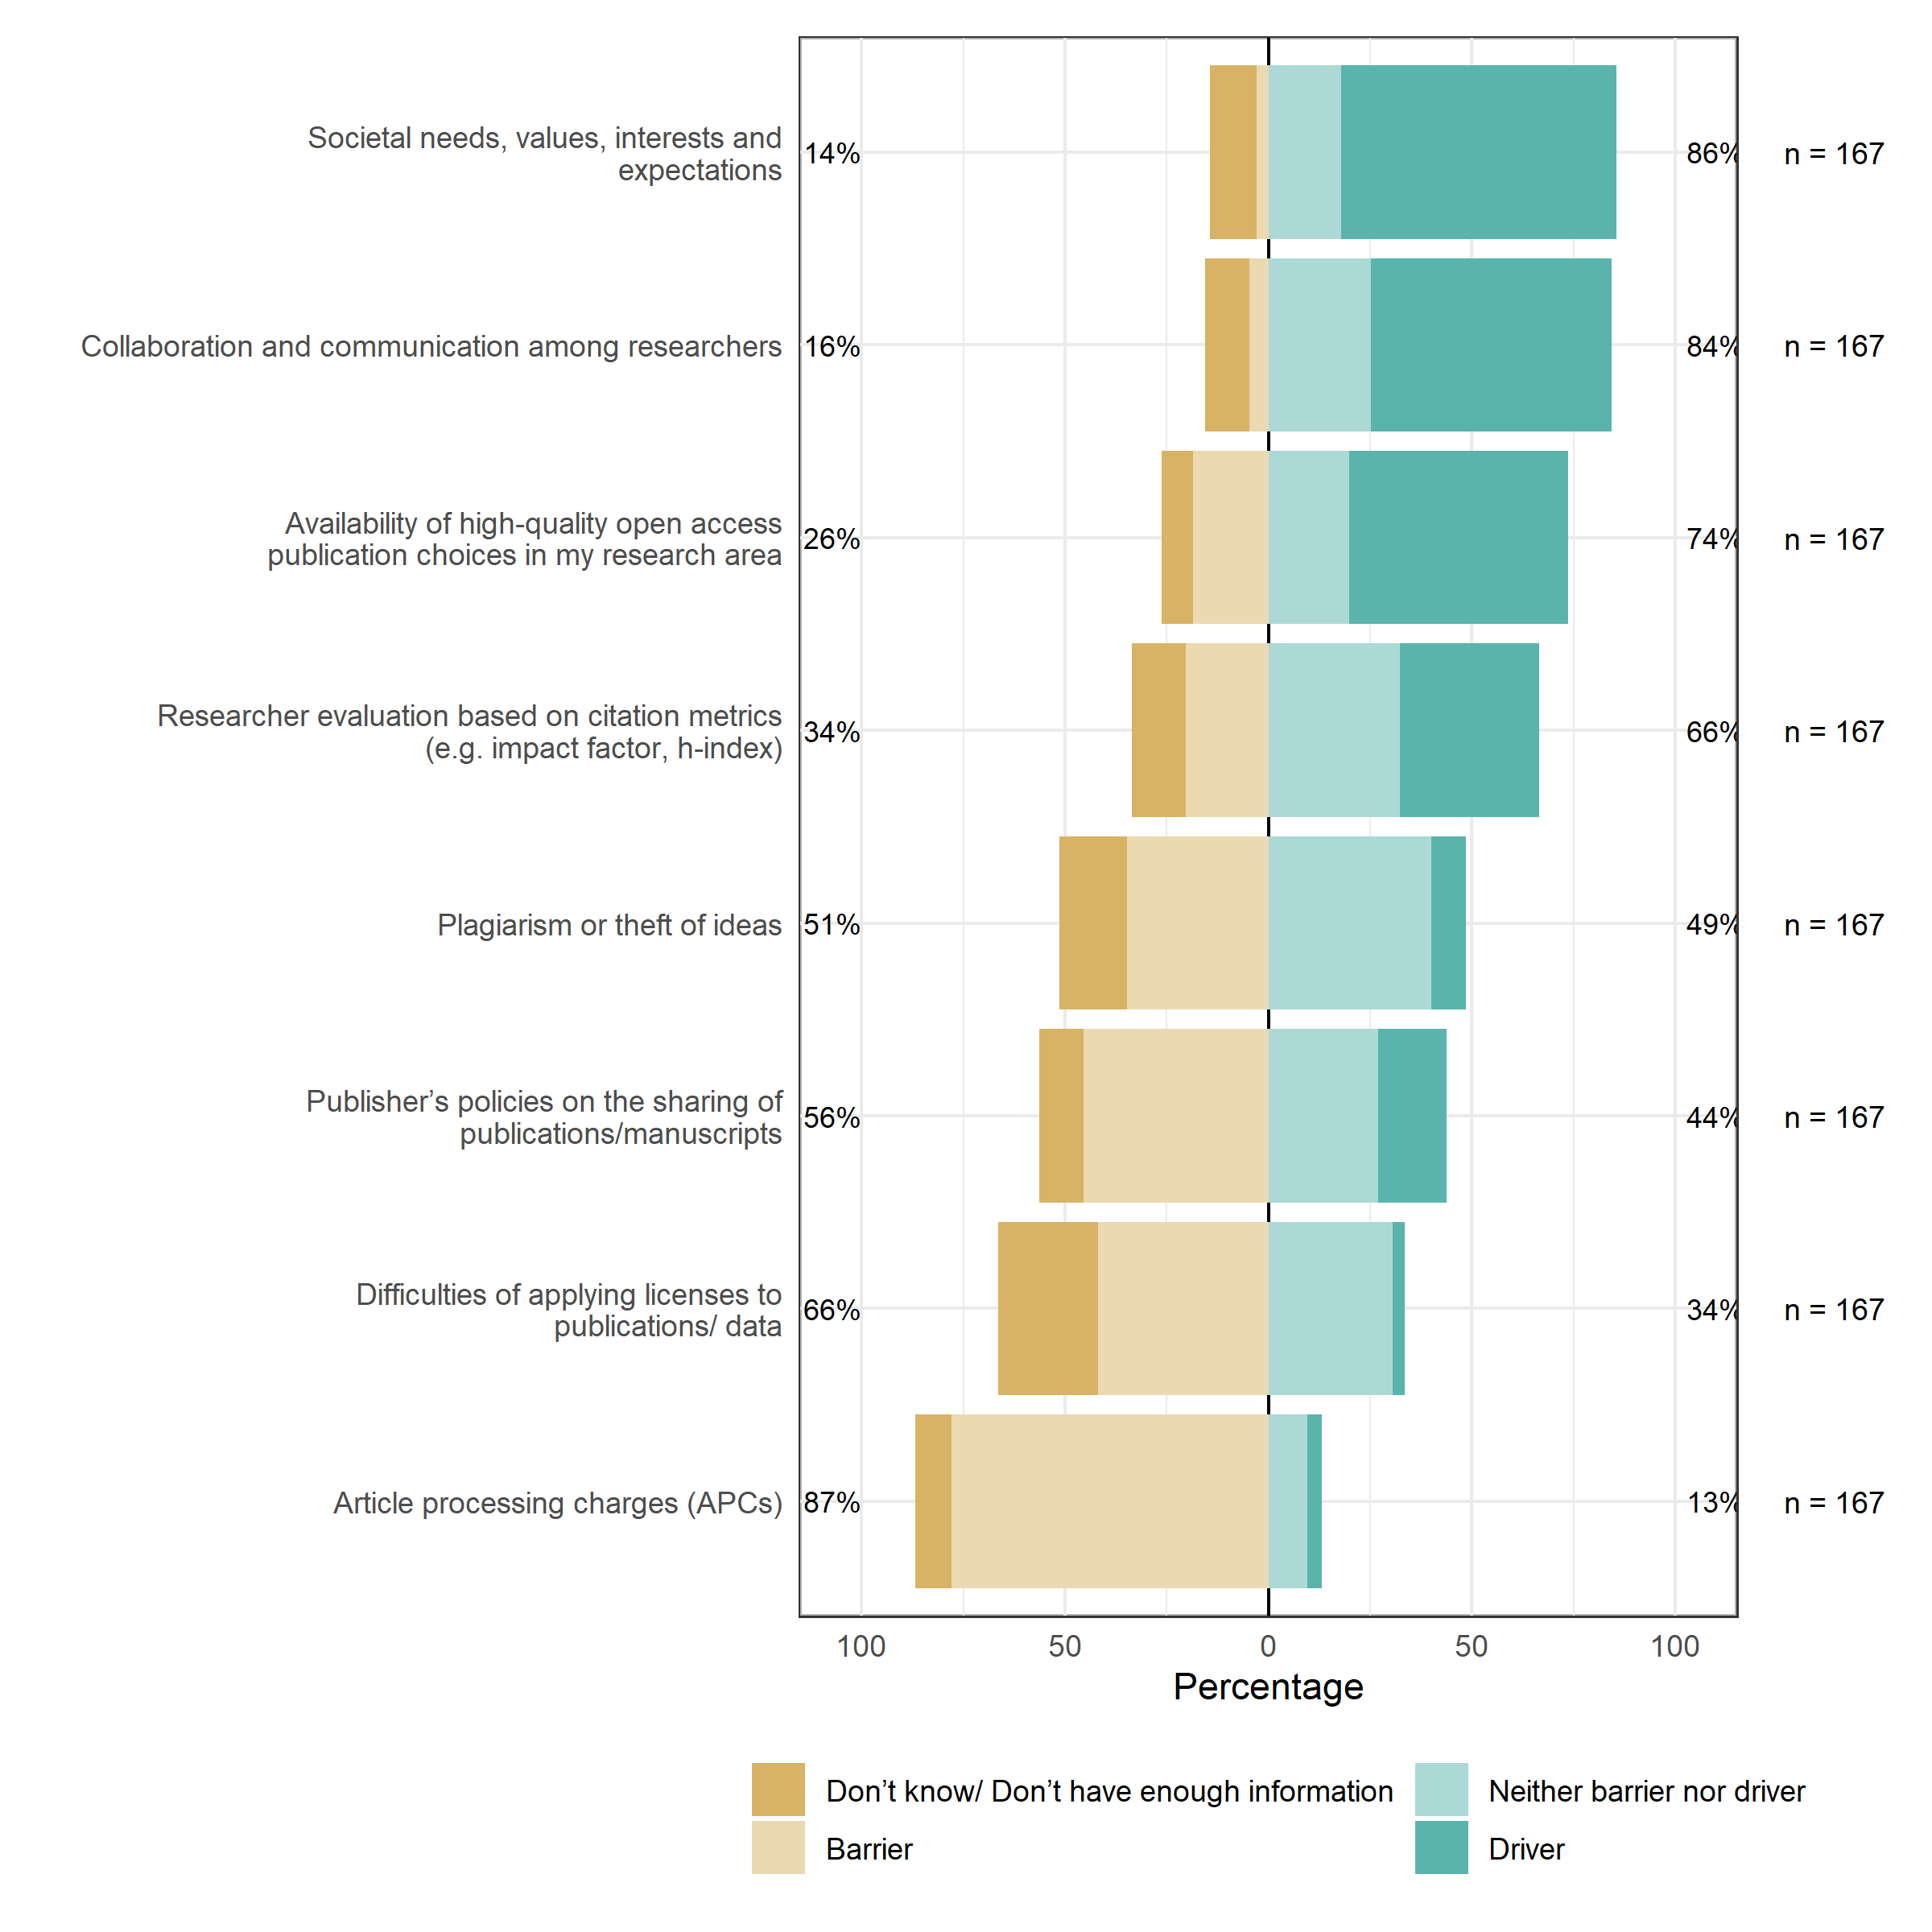 Societal needs, values, interests and
expectations
14%
86%
n = 167
Collaboration and communication among researchers
16%
84%
n = 167
Availability of high-quality open access
publication choices in my research area
26%
74%
n = 167
Researcher evaluation based on citation metrics
(e.g. impact factor, h-index)
34%
66%
n = 167
Plagiarism or theft of ideas
51%
49%
n = 167
Publisher’s policies on the sharing of
publications/manuscripts
56%
44%
n = 167
Difficulties of applying licenses to
publications/ data
66%
34%
n = 167
Article processing charges (APCs)
87%
13%
n = 167
100 50 0 50 100
Percentage
Don’t know/ Don’t have enough information
Barrier
Neither barrier nor driver
Driver